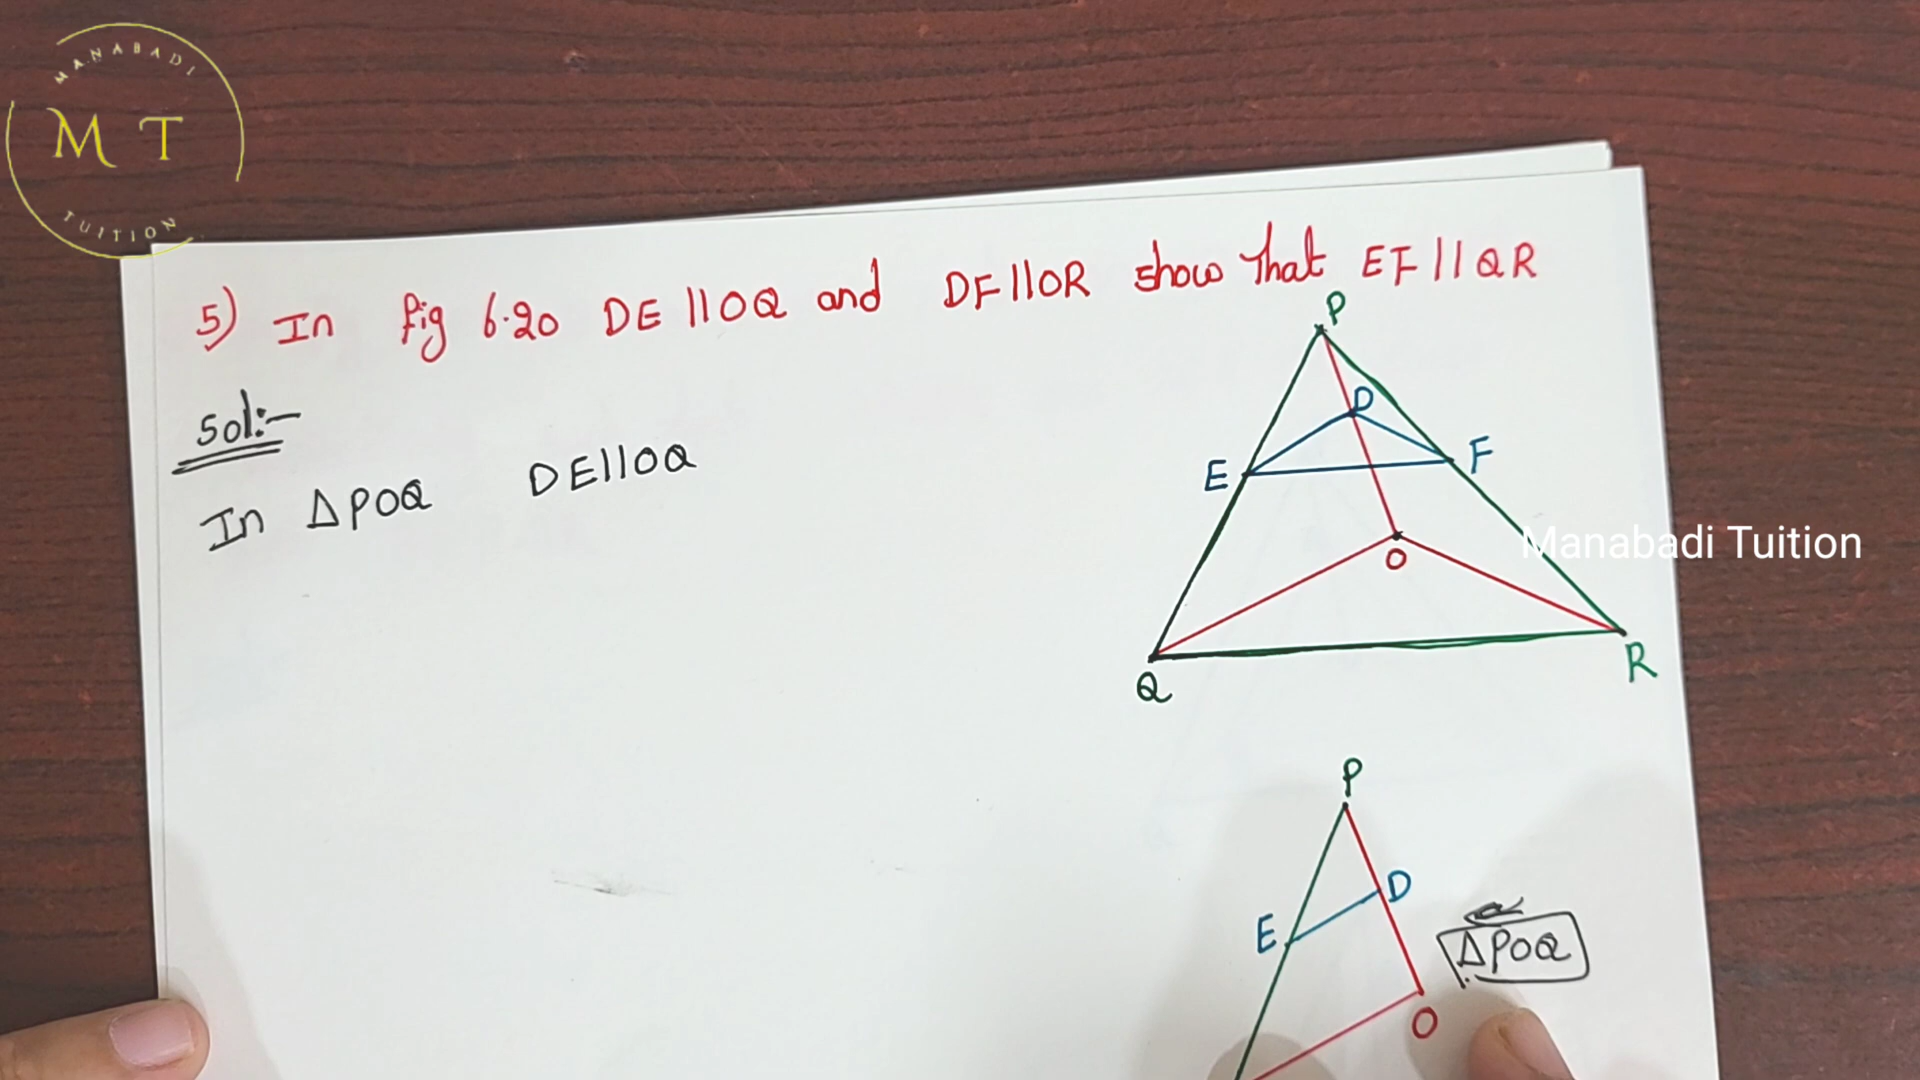 MANABADI
M T
TUITION
5) In fig 6.20 DE || OQ and DF || OR show that EF || QR
Sol:-
In ΔPOQ DE || OQ
P
D
E
F
O
Q
R
Manabadi Tuition
P
D
E
ΔPOQ
O